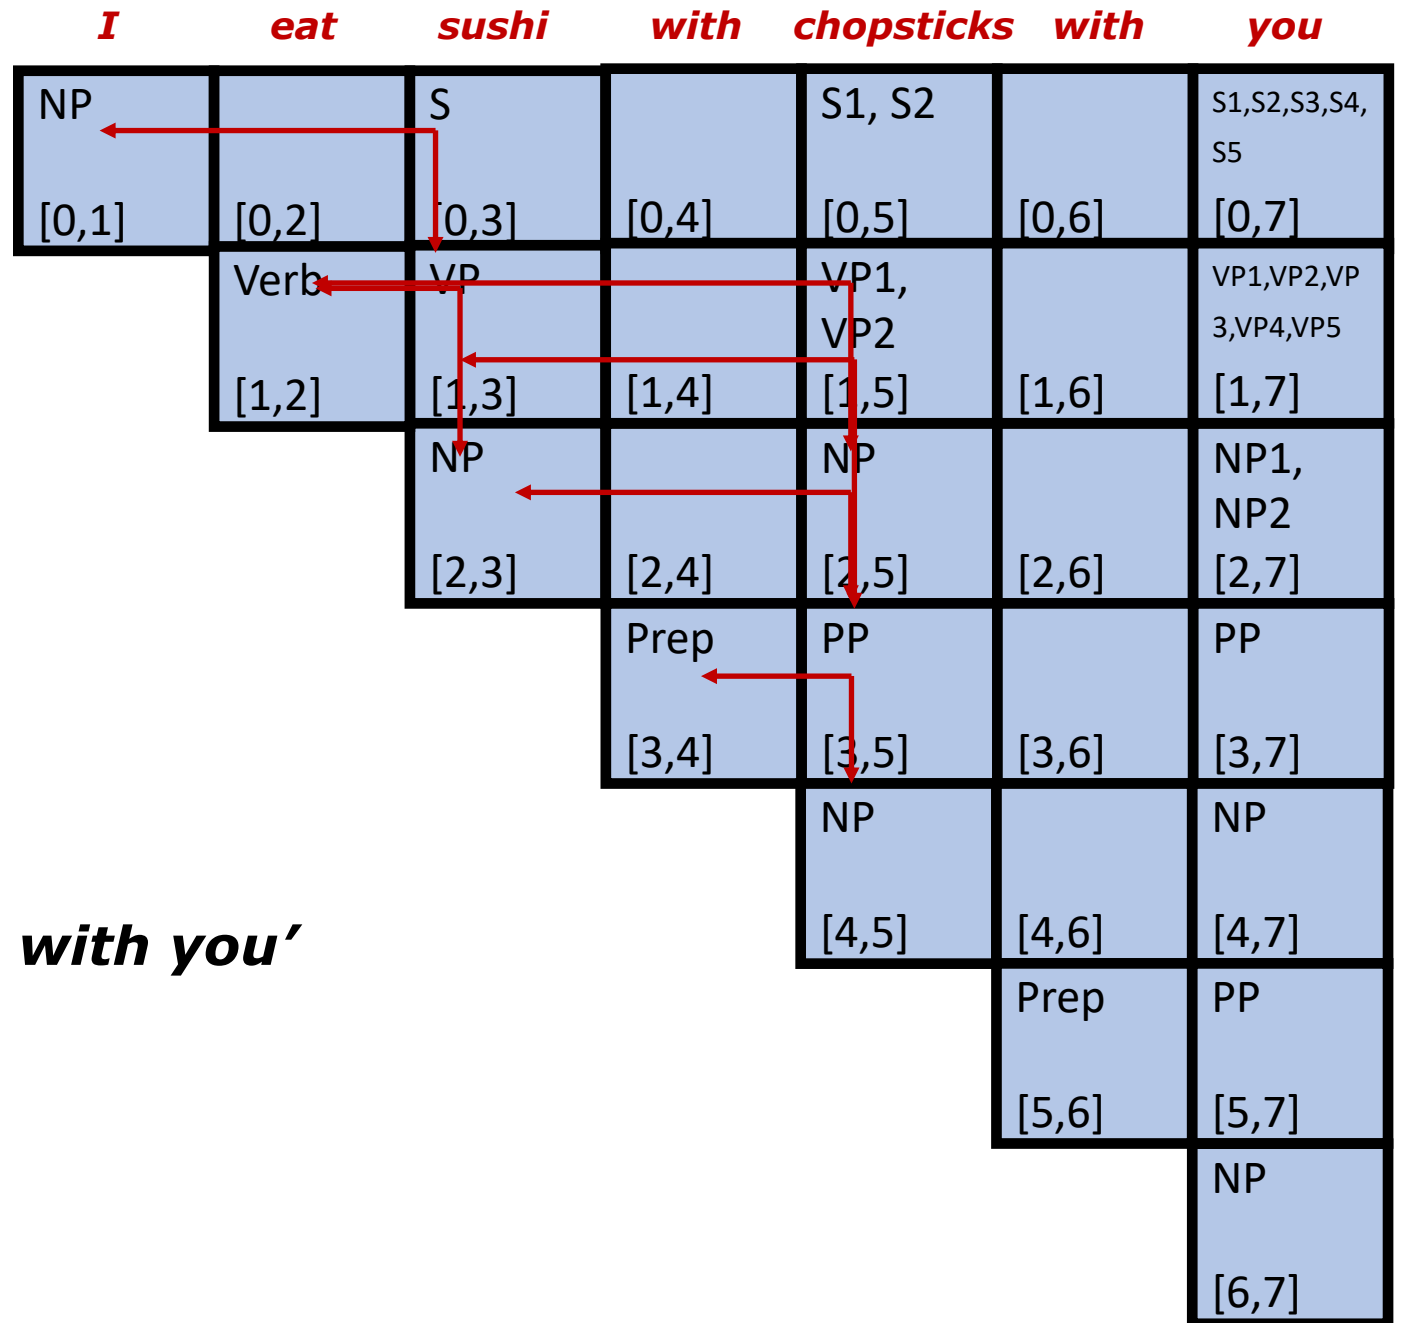 I eat sushi with chopsticks with you
NP S S1, S2 S1,S2,S3,S4,
S5
[0,1] [0,2] [0,3] [0,4] [0,5] [0,6] [0,7]
Verb VP VP1, VP1,VP2,VP
VP2 3,VP4,VP5
[1,2] [1,3] [1,4] [1,5] [1,6] [1,7]
NP NP NP1,
NP2
[2,3] [2,4] [2,5] [2,6] [2,7]
Prep PP PP
[3,4] [3,5] [3,6] [3,7]
NP NP
[4,5] [4,6] [4,7]
with you’
Prep PP
[5,6] [5,7]
NP
[6,7]